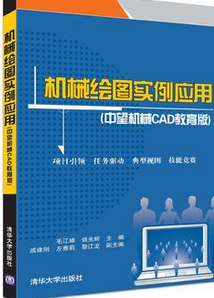 机械绘图实例应用
(中望机械CAD教育版)
项目引领 任务驱动 典型视图 技能竞赛
毛江峰 强光辉 主编
戚建刚 方意莉 黎江龙 副主编
清华大学出版社
机械绘图实例应用
(中望机械CAD教育版)
清华大学出版社